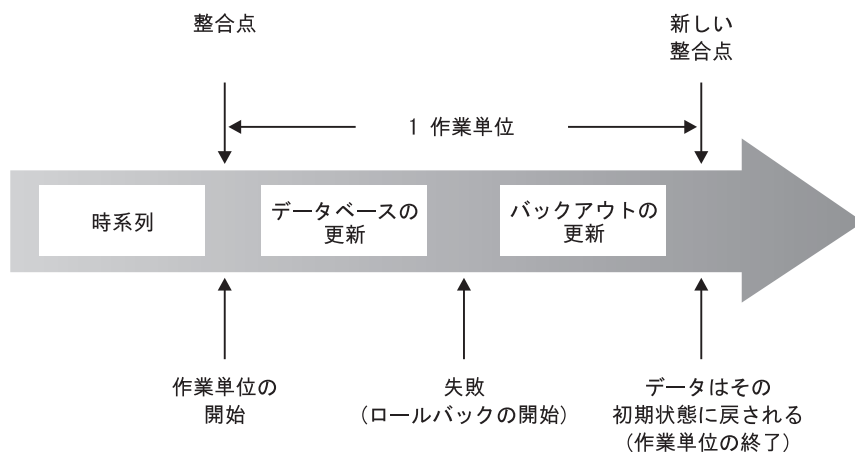 整合点
新しい
整合点
1 作業単位
時系列
データベースの
更新
バックアウトの
更新
作業単位の
開始
失敗
(ロールバックの開始)
データはその
初期状態に戻される
(作業単位の終了)